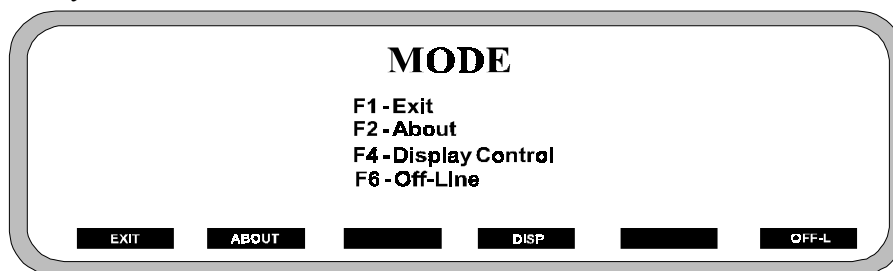 MODE
F1-Exit
F2-About
F4-Display Control
F6-Off-Line
EXIT ABOUT DISP OFF-L